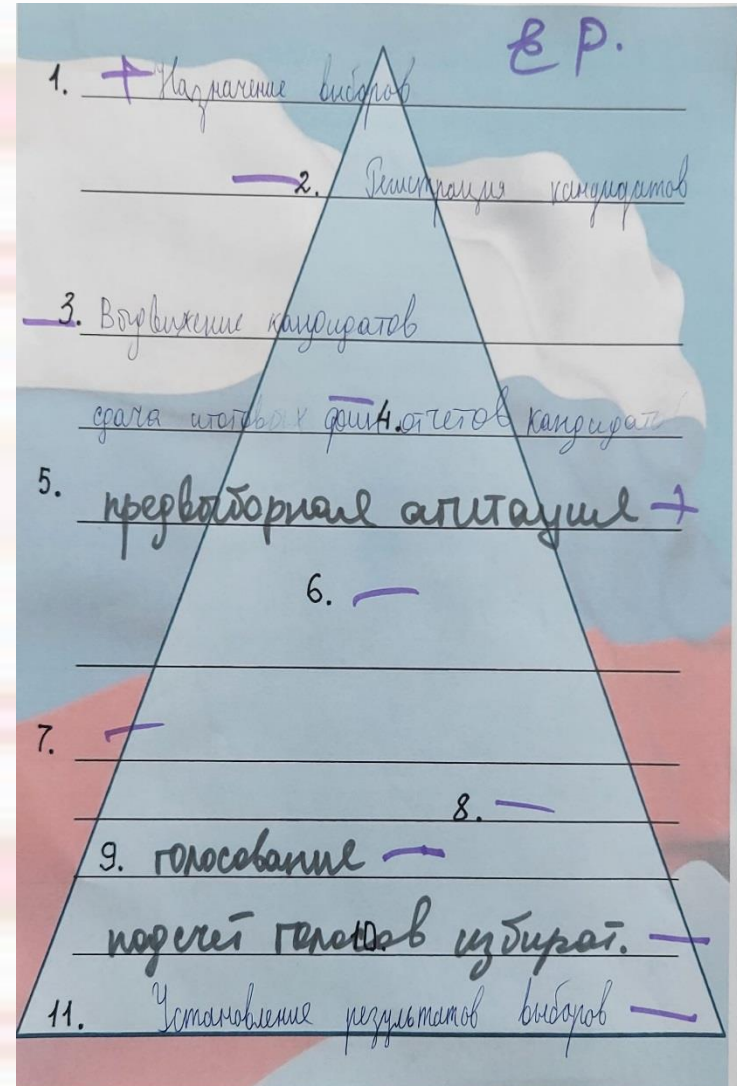 Е Р.
1. + Назначение выборов
— 2. Регистрация кандидатов
— 3. Выдвижение кандидатов
сдача итоговых фин 4. отчетов кандидат
5. предвыборная агитация +
6. —
7. —
8. —
9. голосование —
подсчет голосов 10. избират. —
11. Установление результатов выборов —